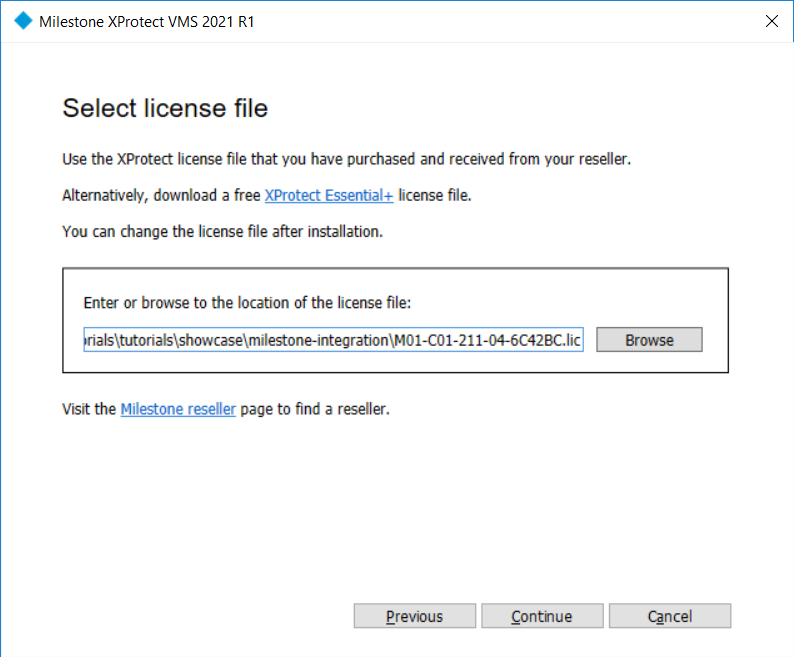 Milestone XProtect VMS 2021 R1
Select license file
Use the XProtect license file that you have purchased and received from your reseller.
Alternatively, download a free XProtect Essential+ license file.
You can change the license file after installation.
Enter or browse to the location of the license file:
rials\tutorials\showcase\milestone-integration\M01-C01-211-04-6C42BC.lic
Browse
Visit the Milestone reseller page to find a reseller.
Previous
Continue
Cancel